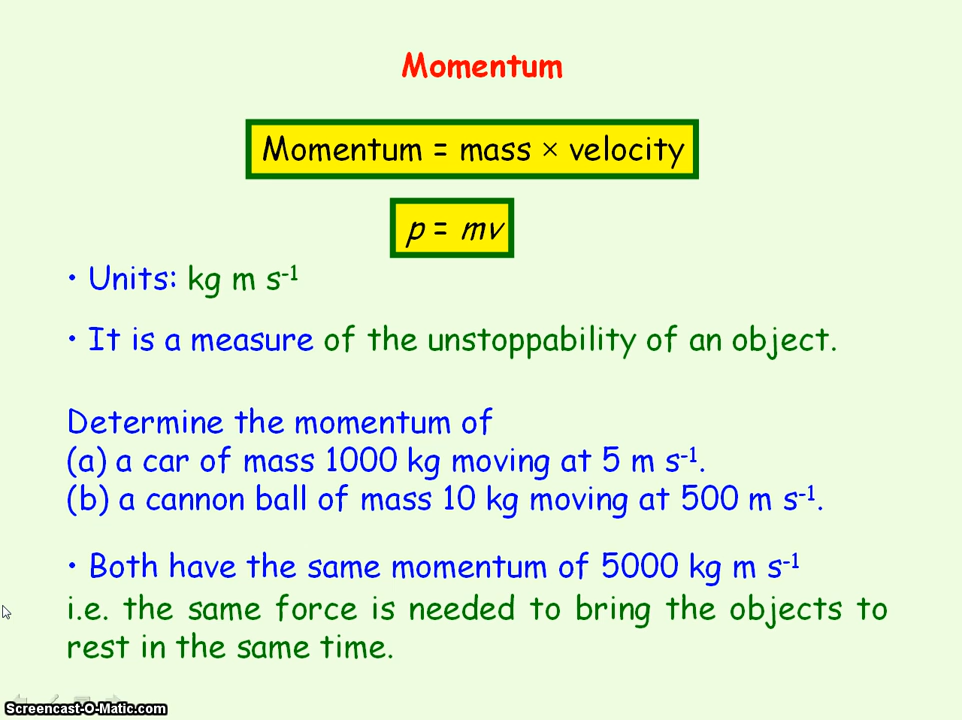 Momentum
Momentum = mass × velocity
p = mv
• Units: kg m s⁻¹
• It is a measure of the unstoppability of an object.
Determine the momentum of
(a) a car of mass 1000 kg moving at 5 m s⁻¹.
(b) a cannon ball of mass 10 kg moving at 500 m s⁻¹.
• Both have the same momentum of 5000 kg m s⁻¹
i.e. the same force is needed to bring the objects to
rest in the same time.
Screencast-O-Matic.com